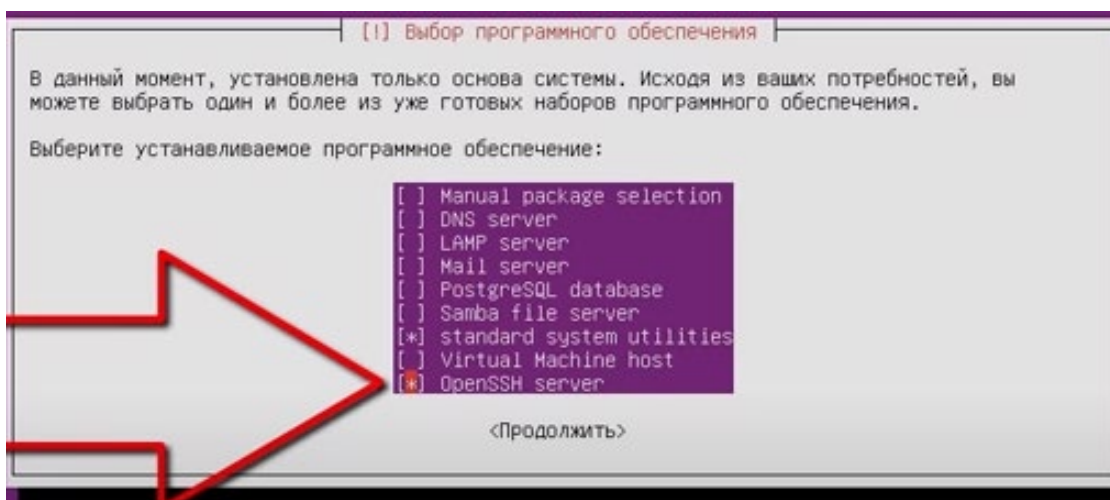 [!] Выбор программного обеспечения
В данный момент, установлена только основа системы. Исходя из ваших потребностей, вы
можете выбрать один и более из уже готовых наборов программного обеспечения.
Выберите устанавливаемое программное обеспечение:
[ ] Manual package selection
[ ] DNS server
[ ] LAMP server
[ ] Mail server
[ ] PostgreSQL database
[ ] Samba file server
[*] standard system utilities
[ ] Virtual Machine host
[*] OpenSSH server
<Продолжить>